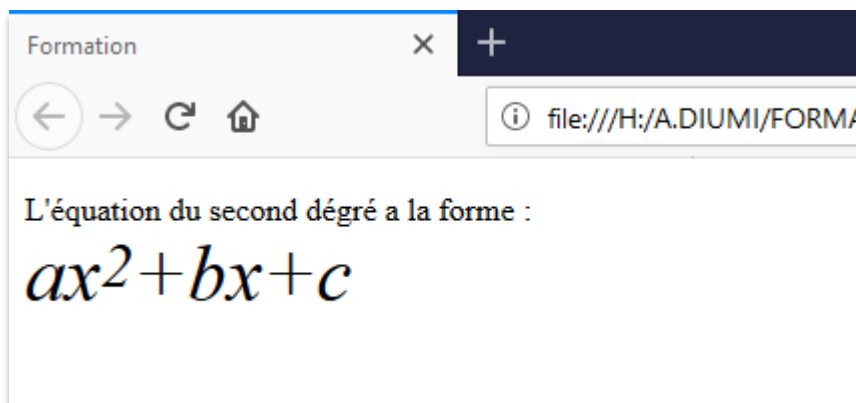 Formation
file:///H:/A.DIUMI/FORMA
L'équation du second dégré a la forme :
ax²+bx+c